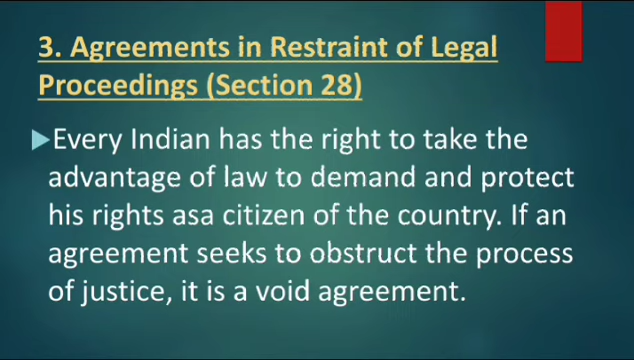 3. Agreements in Restraint of Legal
Proceedings (Section 28)
Every Indian has the right to take the
advantage of law to demand and protect
his rights asa citizen of the country. If an
agreement seeks to obstruct the process
of justice, it is a void agreement.